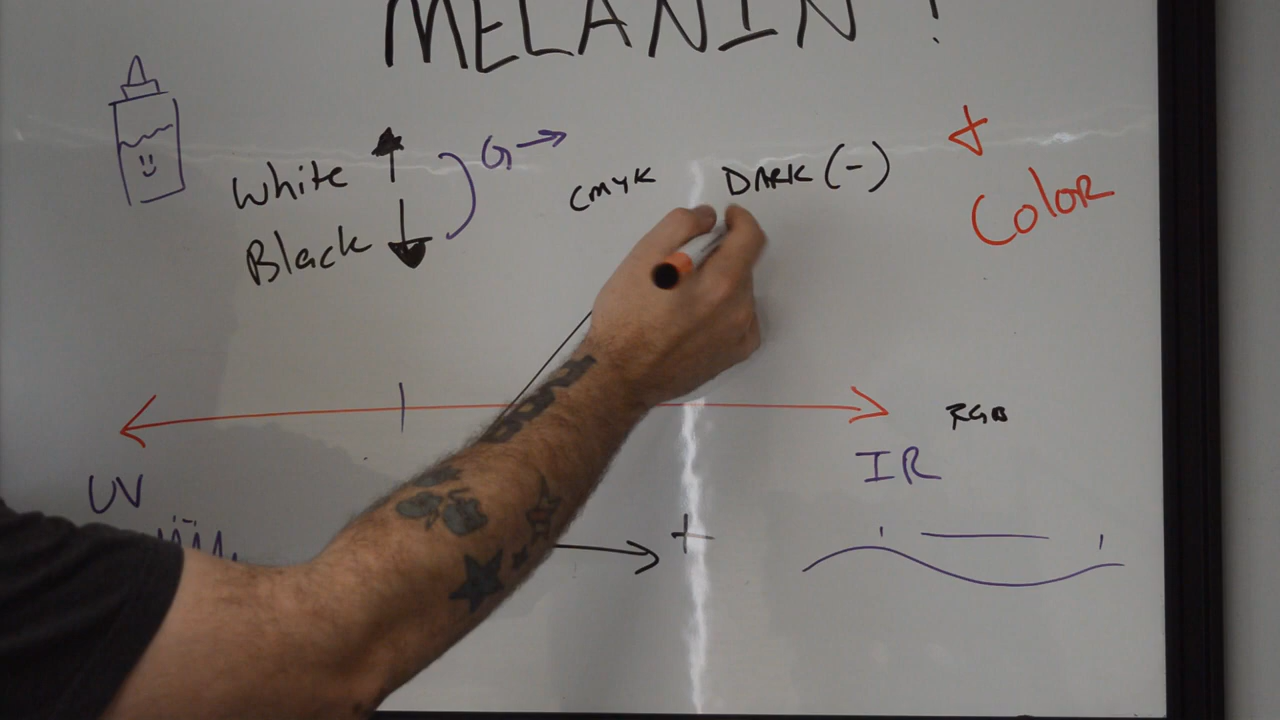 MELANIN!
White
Black
G
CMYK
DARK (-)
+
Color
RGB
UV
IR
+